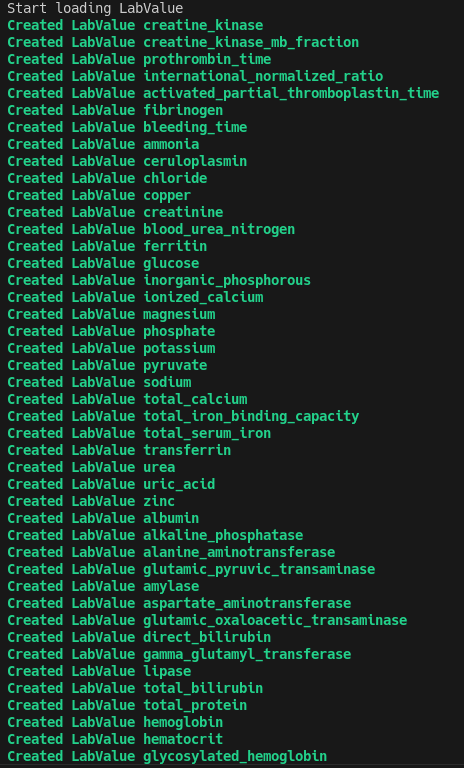 Start loading LabValue
Created LabValue creatine_kinase
Created LabValue creatine_kinase_mb_fraction
Created LabValue prothrombin_time
Created LabValue international_normalized_ratio
Created LabValue activated_partial_thromboplastin_time
Created LabValue fibrinogen
Created LabValue bleeding_time
Created LabValue ammonia
Created LabValue ceruloplasmin
Created LabValue chloride
Created LabValue copper
Created LabValue creatinine
Created LabValue blood_urea_nitrogen
Created LabValue ferritin
Created LabValue glucose
Created LabValue inorganic_phosphorous
Created LabValue ionized_calcium
Created LabValue magnesium
Created LabValue phosphate
Created LabValue potassium
Created LabValue pyruvate
Created LabValue sodium
Created LabValue total_calcium
Created LabValue total_iron_binding_capacity
Created LabValue total_serum_iron
Created LabValue transferrin
Created LabValue urea
Created LabValue uric_acid
Created LabValue zinc
Created LabValue albumin
Created LabValue alkaline_phosphatase
Created LabValue alanine_aminotransferase
Created LabValue glutamic_pyruvic_transaminase
Created LabValue amylase
Created LabValue aspartate_aminotransferase
Created LabValue glutamic_oxaloacetic_transaminase
Created LabValue direct_bilirubin
Created LabValue gamma_glutamyl_transferase
Created LabValue lipase
Created LabValue total_bilirubin
Created LabValue total_protein
Created LabValue hemoglobin
Created LabValue hematocrit
Created LabValue glycosylated_hemoglobin